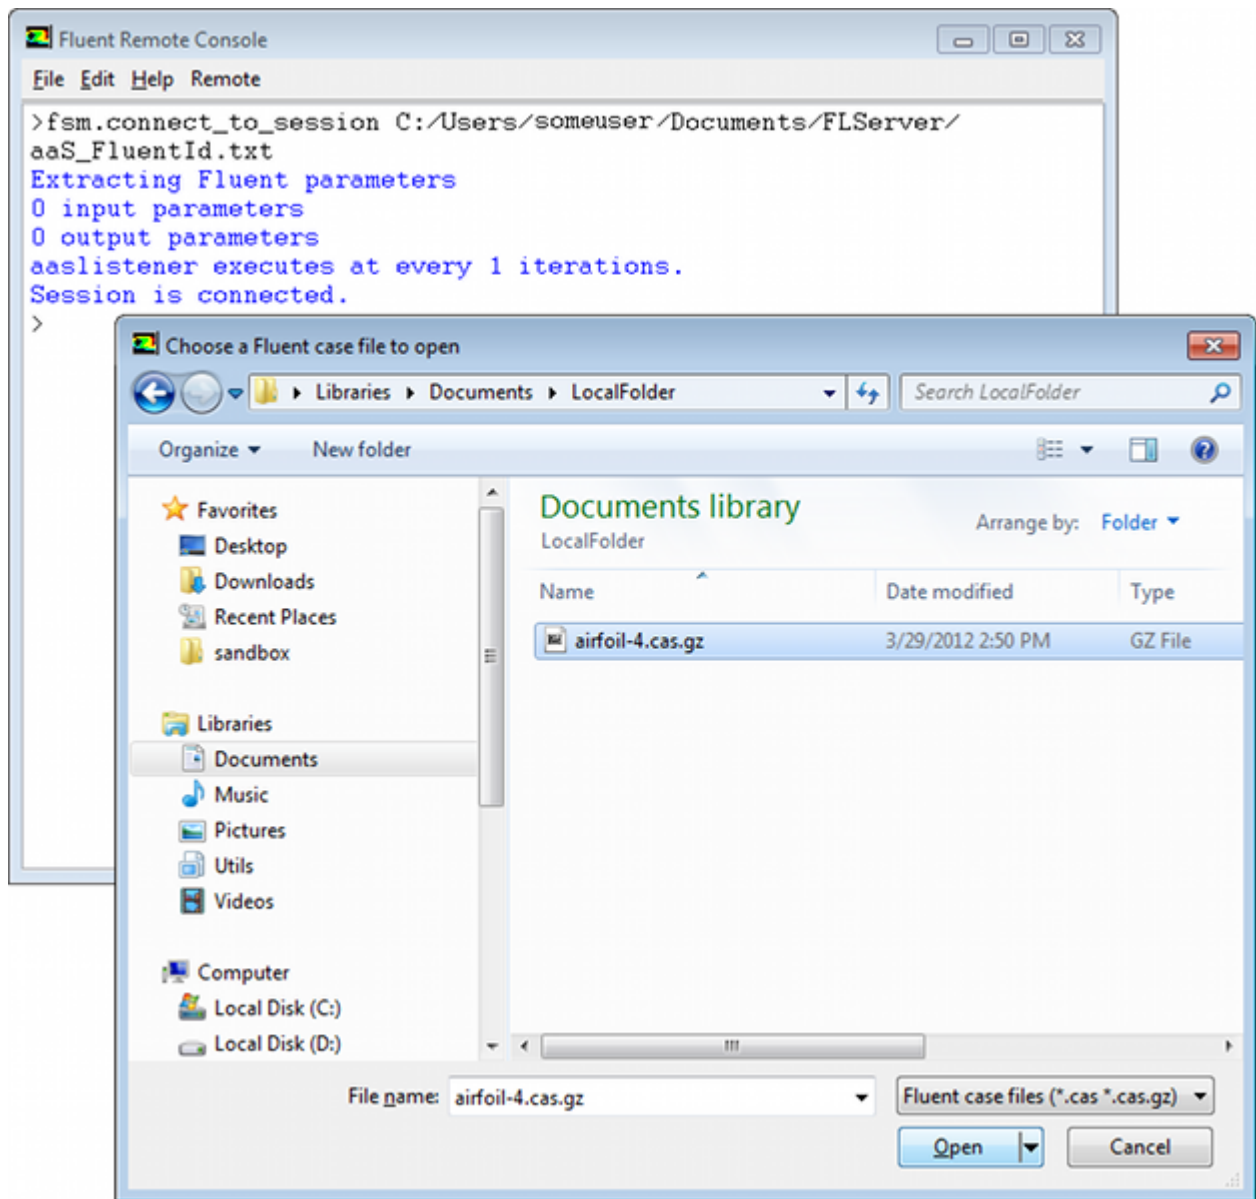 Fluent Remote Console
File Edit Help Remote
>fsm.connect_to_session C:/Users/someuser/Documents/FLServer/
aaS_FluentId.txt
Extracting Fluent parameters
0 input parameters
0 output parameters
aaslistener executes at every 1 iterations.
Session is connected.
>
Choose a Fluent case file to open
Libraries Documents LocalFolder
Search LocalFolder
Organize New folder
Favorites
Desktop
Downloads
Recent Places
sandbox
Libraries
Documents
Music
Pictures
Utils
Videos
Computer
Local Disk (C:)
Local Disk (D:)
Documents library
LocalFolder
Arrange by: Folder
Name Date modified Type
airfoil-4.cas.gz 3/29/2012 2:50 PM GZ File
File name: airfoil-4.cas.gz
Fluent case files (*.cas *.cas.gz)
Open Cancel